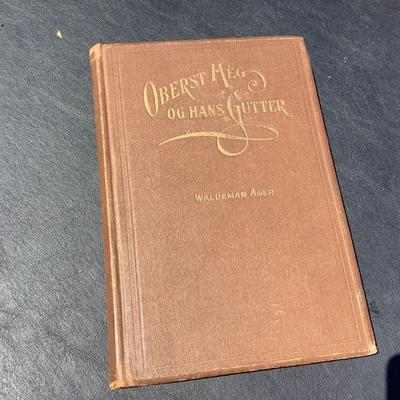 OBERST HEG
OG HANS GUTTER
WALDEMAR AGER